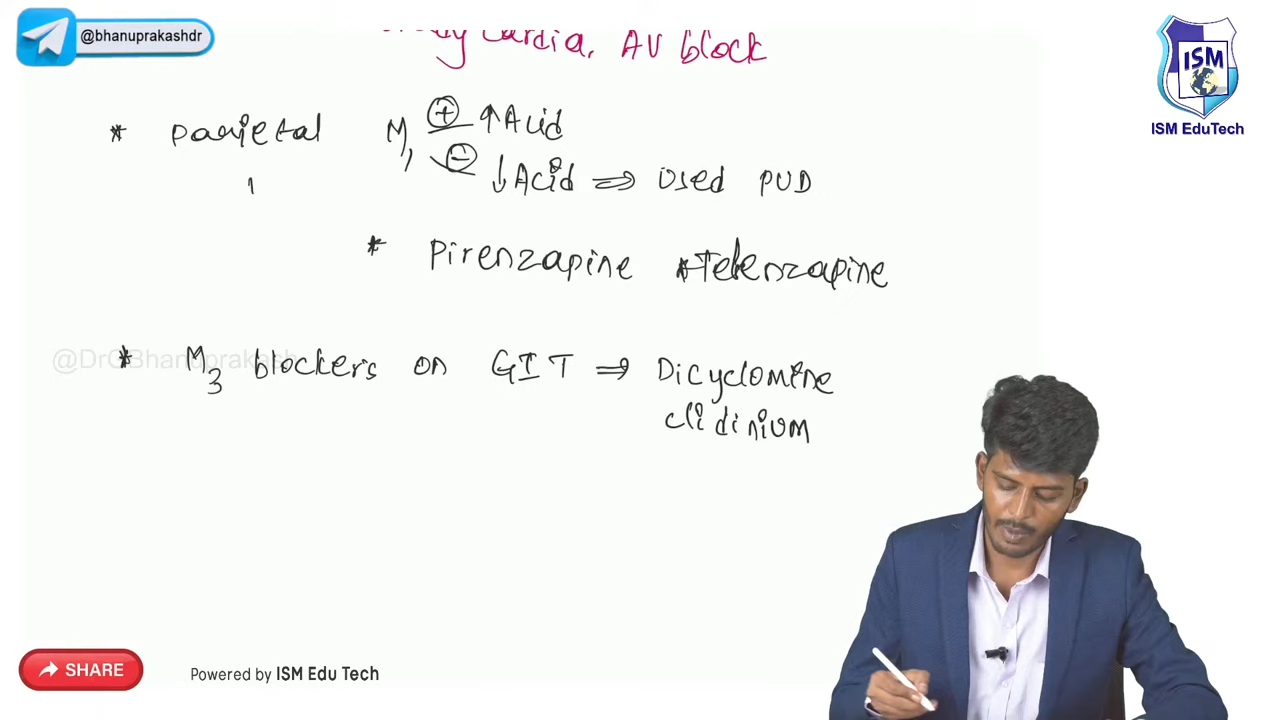 @bhanuprakashdr
cardia, AV block
ISM
ISM EduTech
* parietal M1 + ↑Acid
- ↓Acid ⇒ Used PUD
* Pirenzapine * Telenzapine
@DrGBhanuprakash
* M3 blockers on GIT ⇒ Dicyclomine
clidinium
SHARE
Powered by ISM Edu Tech